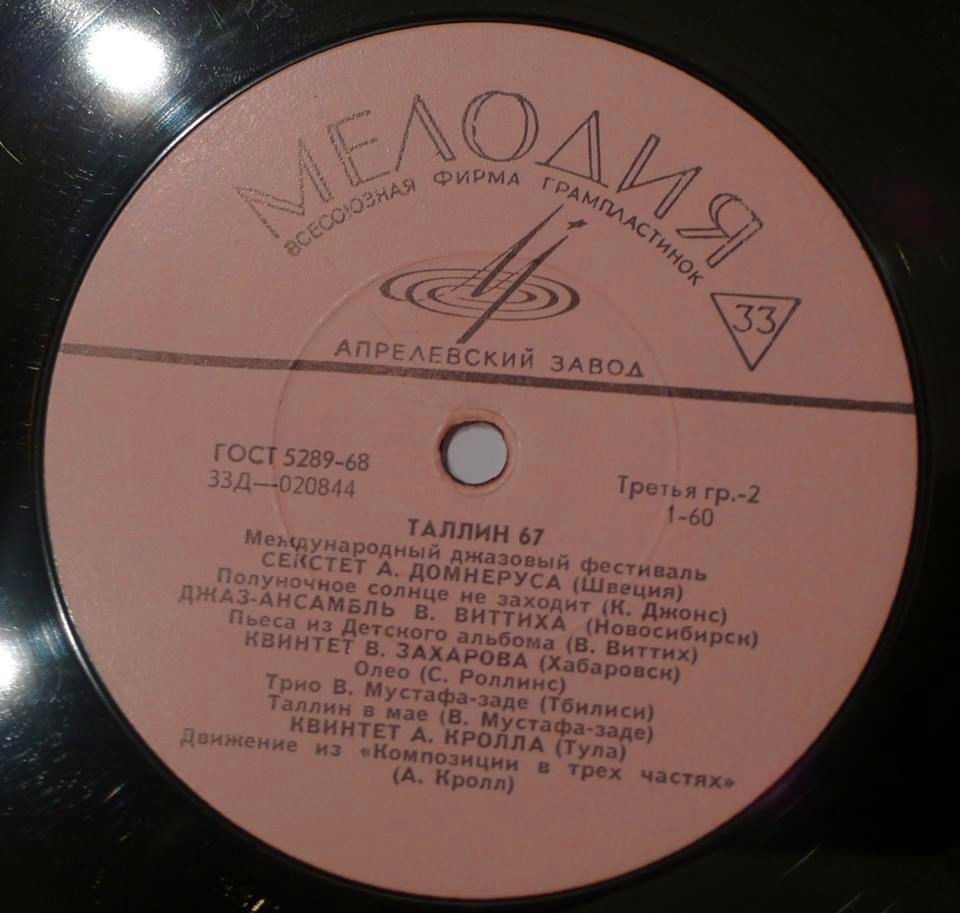 МЕЛОДИЯ
ВСЕСОЮЗНАЯ ФИРМА ГРАМПЛАСТИНОК
33
АПРЕЛЕВСКИЙ ЗАВОД
ГОСТ 5289-68
33Д—020844
Третья гр.-2
1-60
ТАЛЛИН 67
Международный джазовый фестиваль
СЕКСТЕТ А. ДОМНЕРУСА (Швеция)
Полуночное солнце не заходит (К. Джонс)
ДЖАЗ-АНСАМБЛЬ В. ВИТТИХА (Новосибирск)
Пьеса из Детского альбома (В. Виттих)
КВИНТЕТ В. ЗАХАРОВА (Хабаровск)
Олео (С. Роллинс)
Трио В. Мустафа-заде (Тбилиси)
Таллин в мае (В. Мустафа-заде)
КВИНТЕТ А. КРОЛЛА (Тула)
Движение из «Композиции в трех частях»
(А. Кролл)